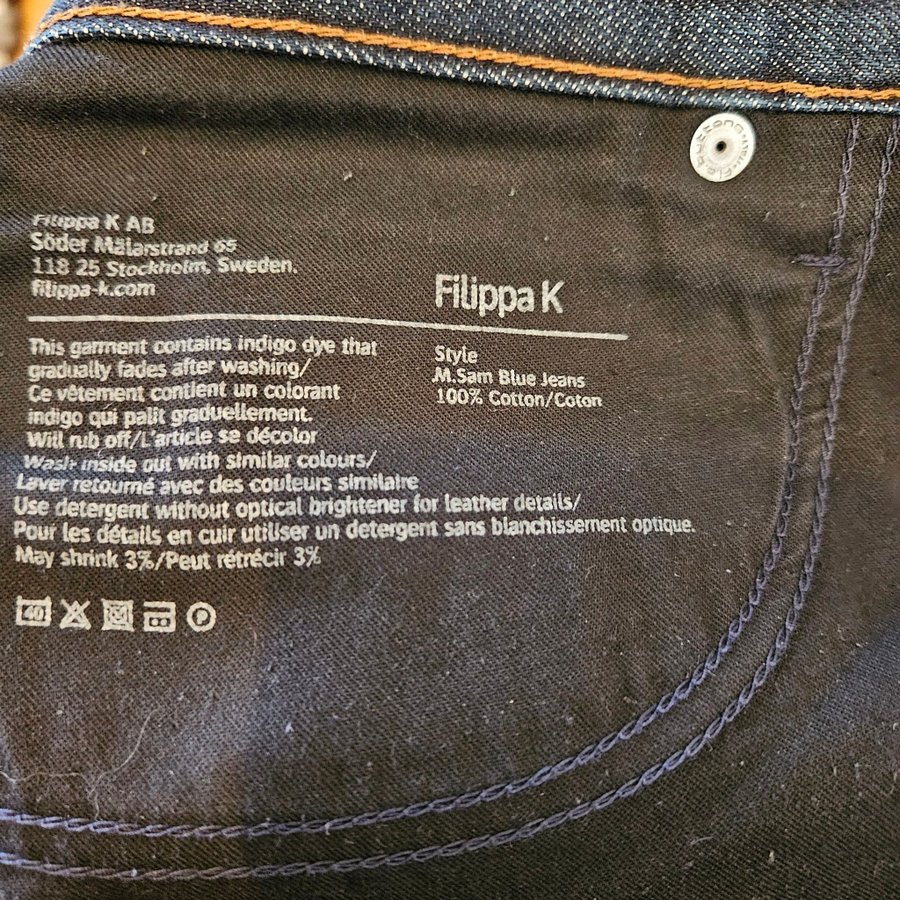 Filippa K AB
Söder Mälarstrand 65
118 25 Stockholm, Sweden.
filippa-k.com
Filippa K
This garment contains indigo dye that
gradually fades after washing/
Ce vêtement contient un colorant
indigo qui palit graduellement.
Will rub off/L'article se décolor
Wash inside out with similar colours/
Laver retourné avec des couleurs similaire
Use detergent without optical brightener for leather details/
Pour les détails en cuir utiliser un detergent sans blanchissement optique.
May shrink 3%/Peut rétrécir 3%
Style
M.Sam Blue Jeans
100% Cotton/Coton
40
P